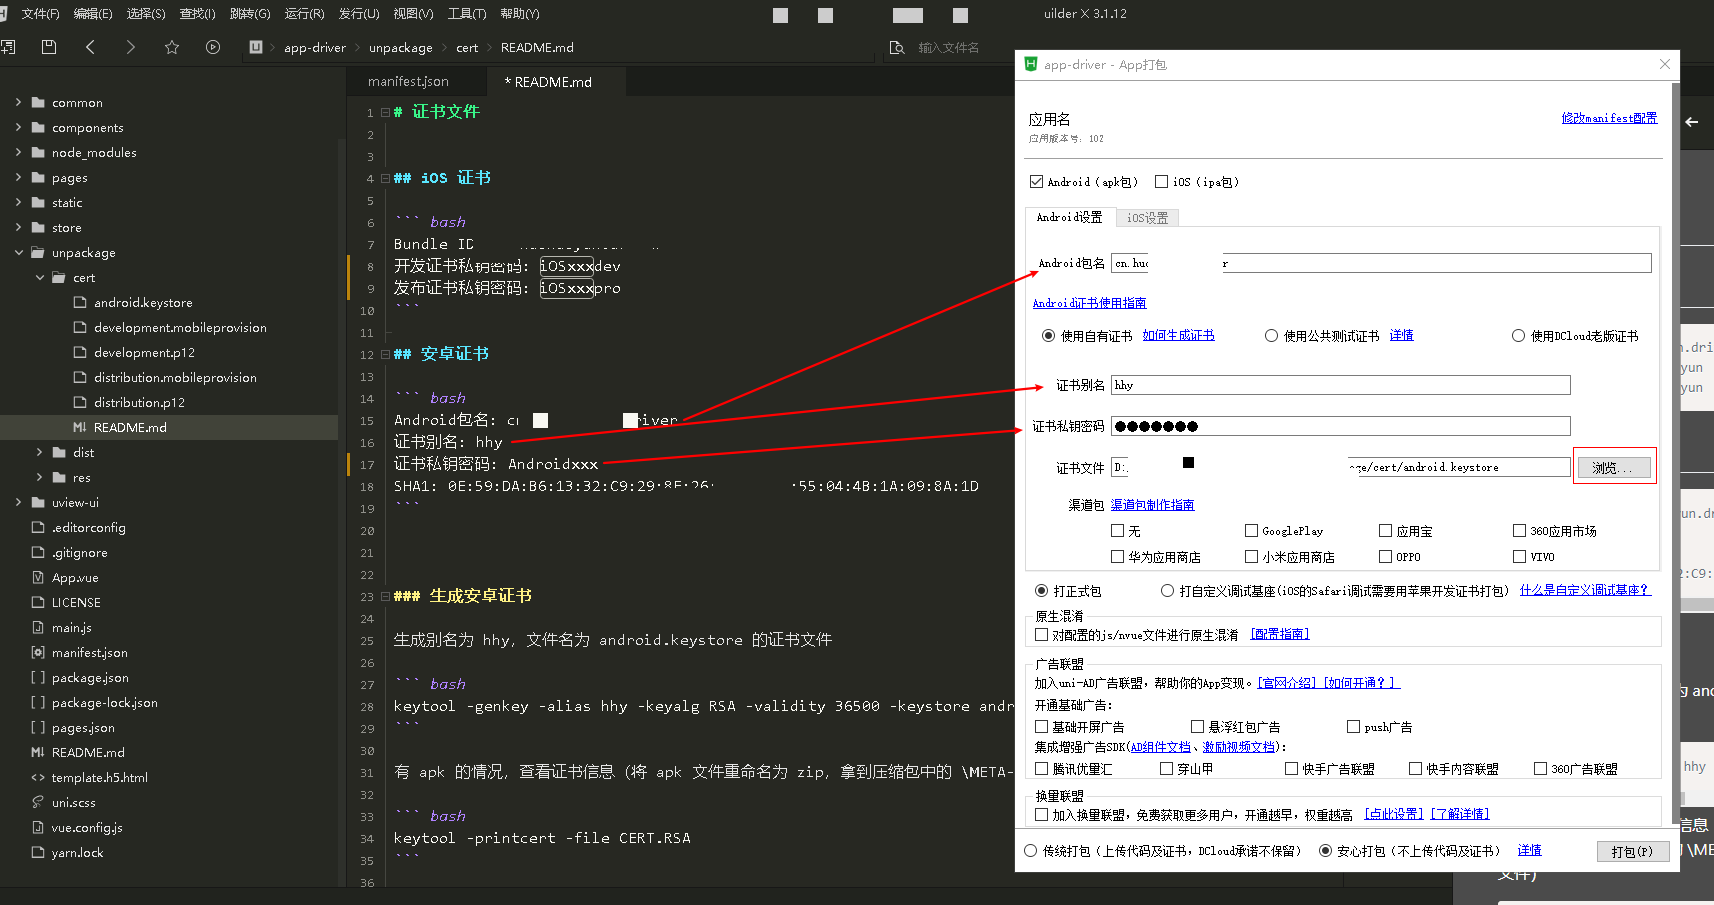 文件(F) 编辑(E) 选择(S) 查找(I) 跳转(G) 运行(R) 发行(U) 视图(V) 工具(T) 帮助(Y)
uilder X 3.1.12
app-driver > unpackage > cert > README.md
输入文件名
common
components
node_modules
pages
static
store
unpackage
cert
android.keystore
development.mobileprovision
development.p12
distribution.mobileprovision
distribution.p12
README.md
dist
res
uview-ui
.editorconfig
.gitignore
App.vue
LICENSE
main.js
manifest.json
package.json
package-lock.json
pages.json
README.md
template.h5.html
uni.scss
vue.config.js
yarn.lock
manifest.json
* README.md
1 # 证书文件
2
3
4 ## iOS 证书
5
6 ``` bash
7 Bundle ID
8 开发证书私钥密码: iOSxxxdev
9 发布证书私钥密码: iOSxxxpro
10 ```
11
12 ## 安卓证书
13
14 ``` bash
15 Android包名: river
16 证书别名: hhy
17 证书私钥密码: Androidxxx
18 SHA1: 0E:59:DA:B6:13:32:C9:29:8E:26: :55:04:4B:1A:09:8A:1D
19 ```
20
21
22
23 ### 生成安卓证书
24
25 生成别名为 hhy, 文件名为 android.keystore 的证书文件
26
27 ``` bash
28 keytool -genkey -alias hhy -keyalg RSA -validity 36500 -keystore andr
29 ```
30
31 有 apk 的情况, 查看证书信息 (将 apk 文件重命名为 zip, 拿到压缩包中的 \META-
32
33 ``` bash
34 keytool -printcert -file CERT.RSA
35 ```
36
app-driver - App打包
应用名
修改manifest配置
应用版本号: 102
Android（apk包） iOS（ipa包）
Android设置 iOS设置
Android包名 cn.huo r
Android证书使用指南
使用自有证书 如何生成证书 使用公共测试证书 详情 使用DCloud老版证书
证书别名 hhy
证书私钥密码 ●●●●●●●
证书文件 D: ge/cert/android.keystore 浏览...
渠道包 渠道包制作指南
无 GooglePlay 应用宝 360应用市场
华为应用商店 小米应用商店 OPPO VIVO
打正式包 打自定义调试基座(iOS的Safari调试需要用苹果开发证书打包) 什么是自定义调试基座？
原生混淆
对配置的js/nvue文件进行原生混淆 [配置指南]
广告联盟
加入uni-AD广告联盟，帮助你的App变现。[官网介绍] [如何开通？]
开通基础广告:
基础开屏广告 悬浮红包广告 push广告
集成增强广告SDK(AD组件文档、激励视频文档):
腾讯优量汇 穿山甲 快手广告联盟 快手内容联盟 360广告联盟
换量联盟
加入换量联盟，免费获取更多用户，开通越早，权重越高 [点此设置] [了解详情]
传统打包（上传代码及证书，DCloud承诺不保留） 安心打包（不上传代码及证书） 详情 打包(P)
n.dri
yun
yun
un.dr
2:C9:
为 and
hhy
信息
\ME
文件)